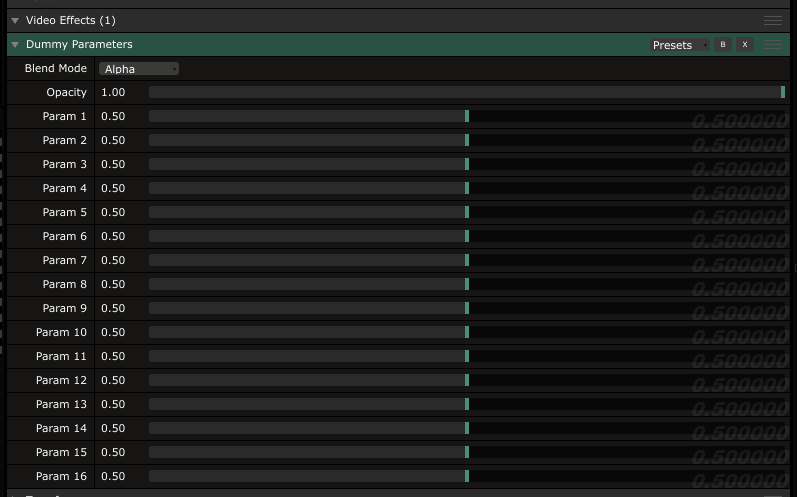 Video Effects (1)
Dummy Parameters Presets B X
Blend Mode Alpha
Opacity 1.00
Param 1 0.50 0.500000
Param 2 0.50 0.500000
Param 3 0.50 0.500000
Param 4 0.50 0.500000
Param 5 0.50 0.500000
Param 6 0.50 0.500000
Param 7 0.50 0.500000
Param 8 0.50 0.500000
Param 9 0.50 0.500000
Param 10 0.50 0.500000
Param 11 0.50 0.500000
Param 12 0.50 0.500000
Param 13 0.50 0.500000
Param 14 0.50 0.500000
Param 15 0.50 0.500000
Param 16 0.50 0.500000